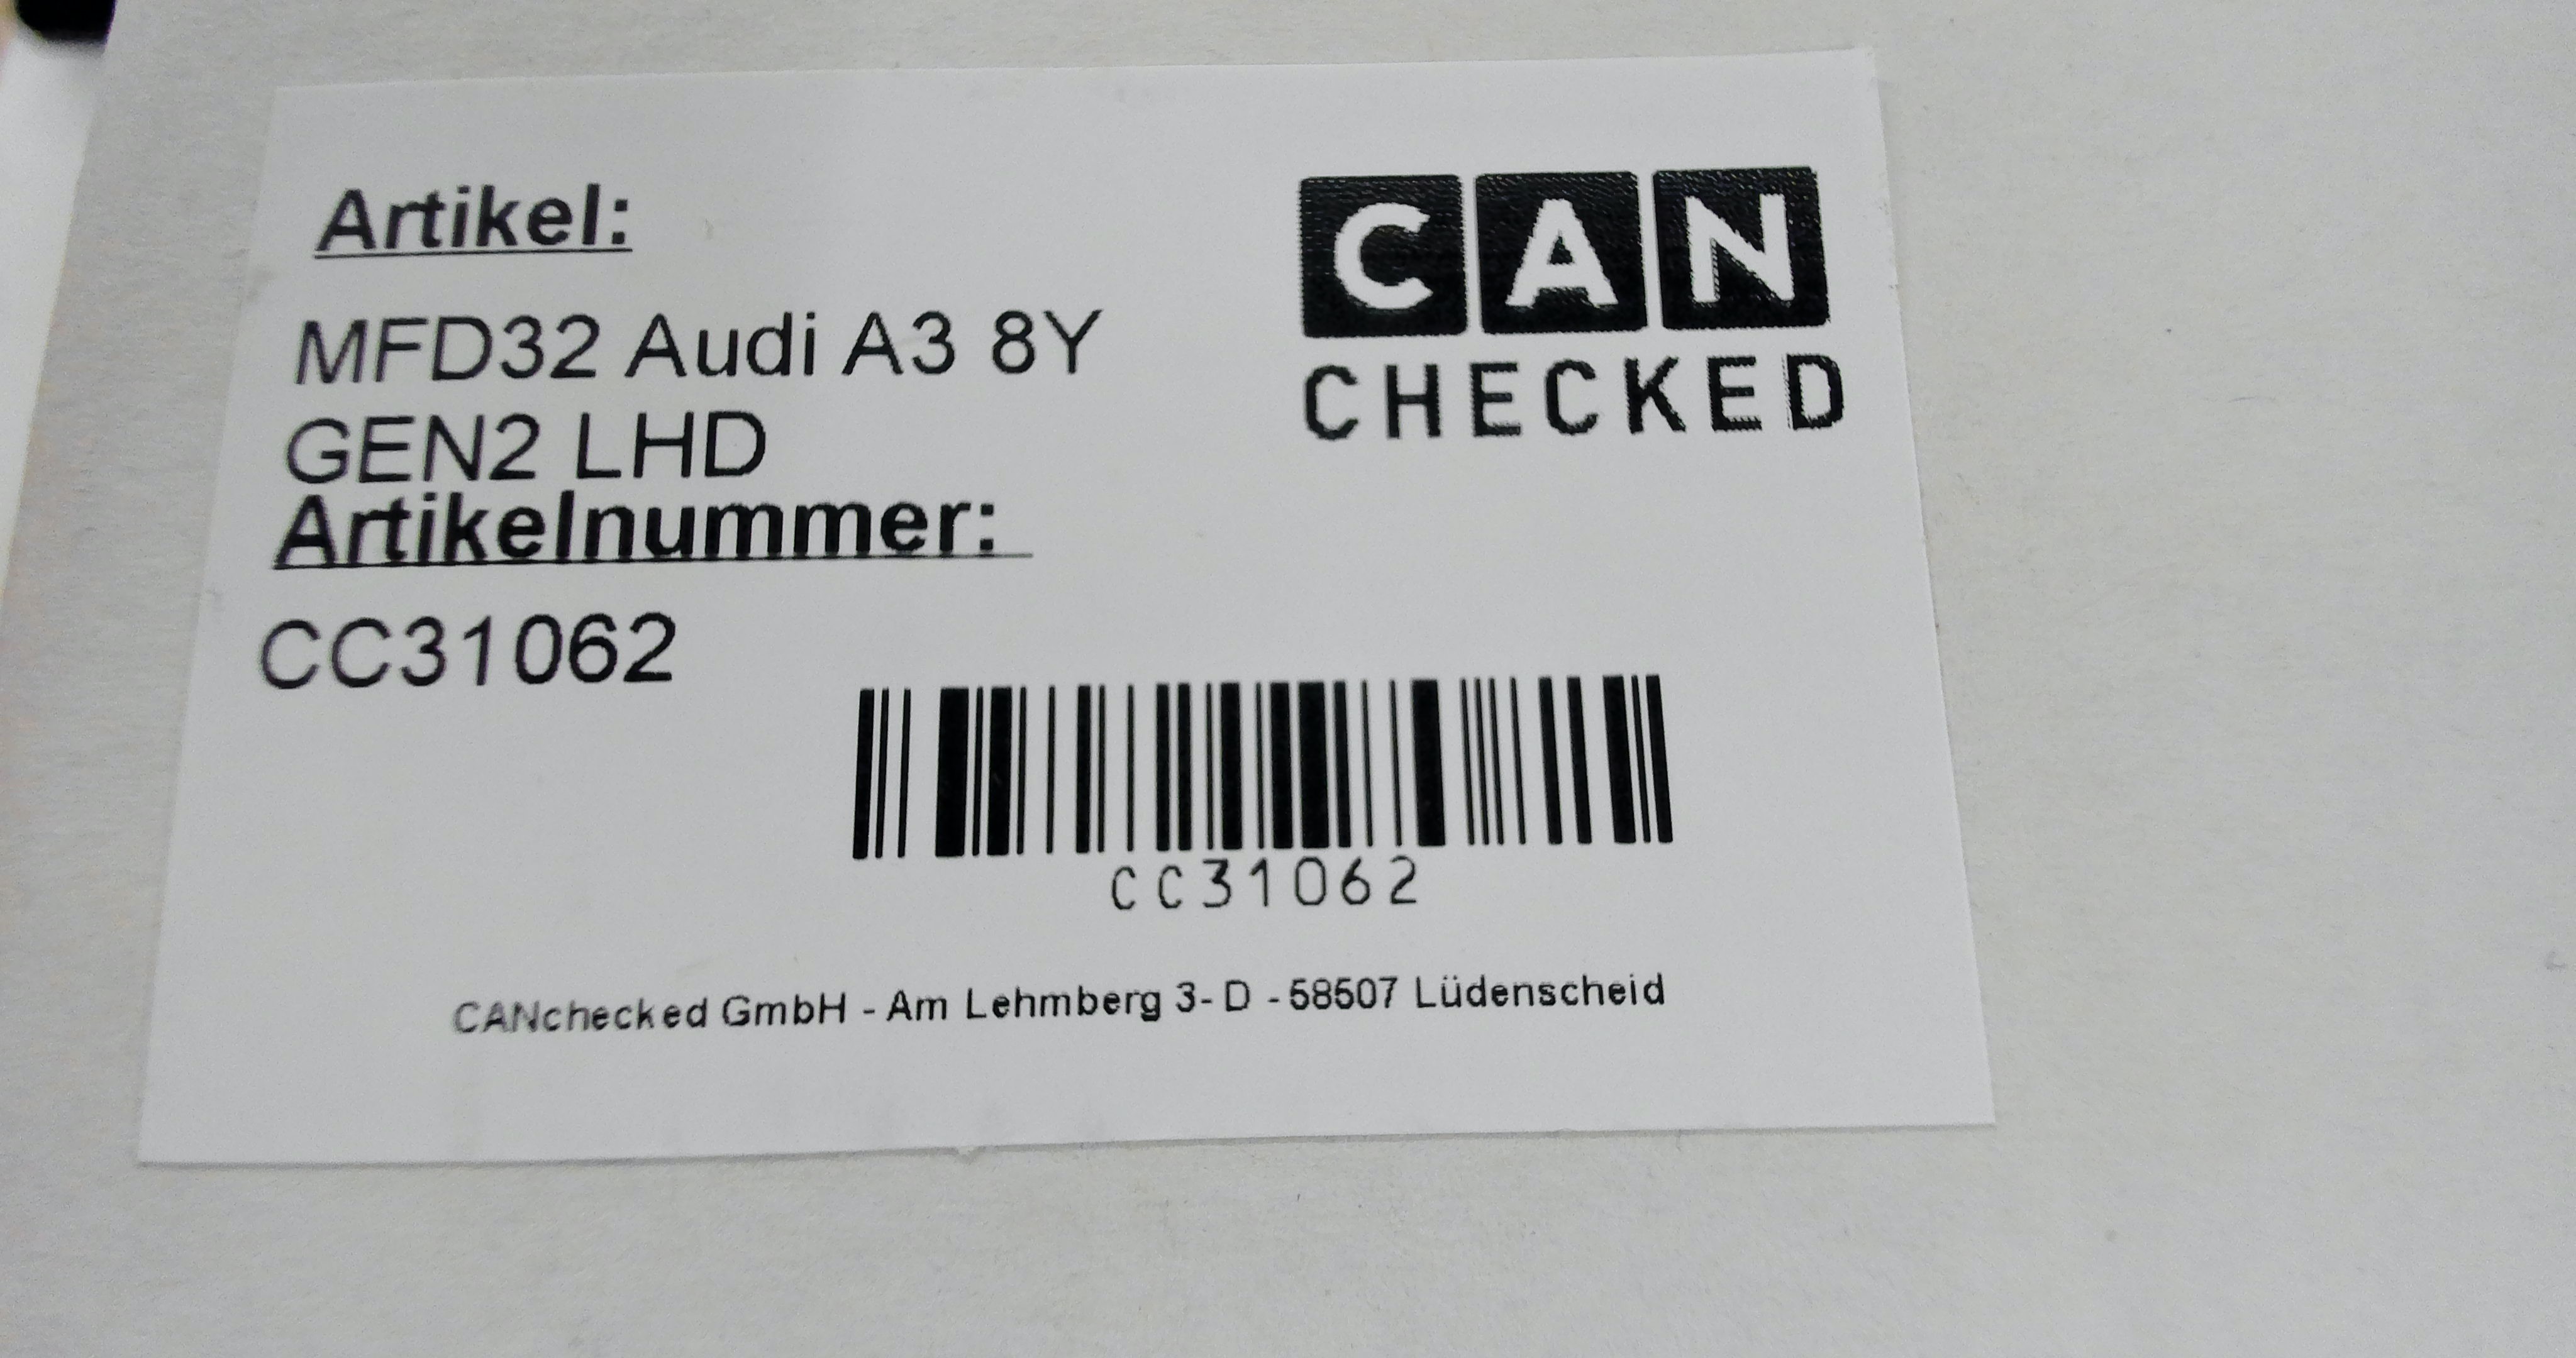 Artikel:
MFD32 Audi A3 8Y
GEN2 LHD
Artikelnummer:
CC31062
CAN
CHECKED
CC31062
CANchecked GmbH - Am Lehmberg 3- D - 58507 Lüdenscheid